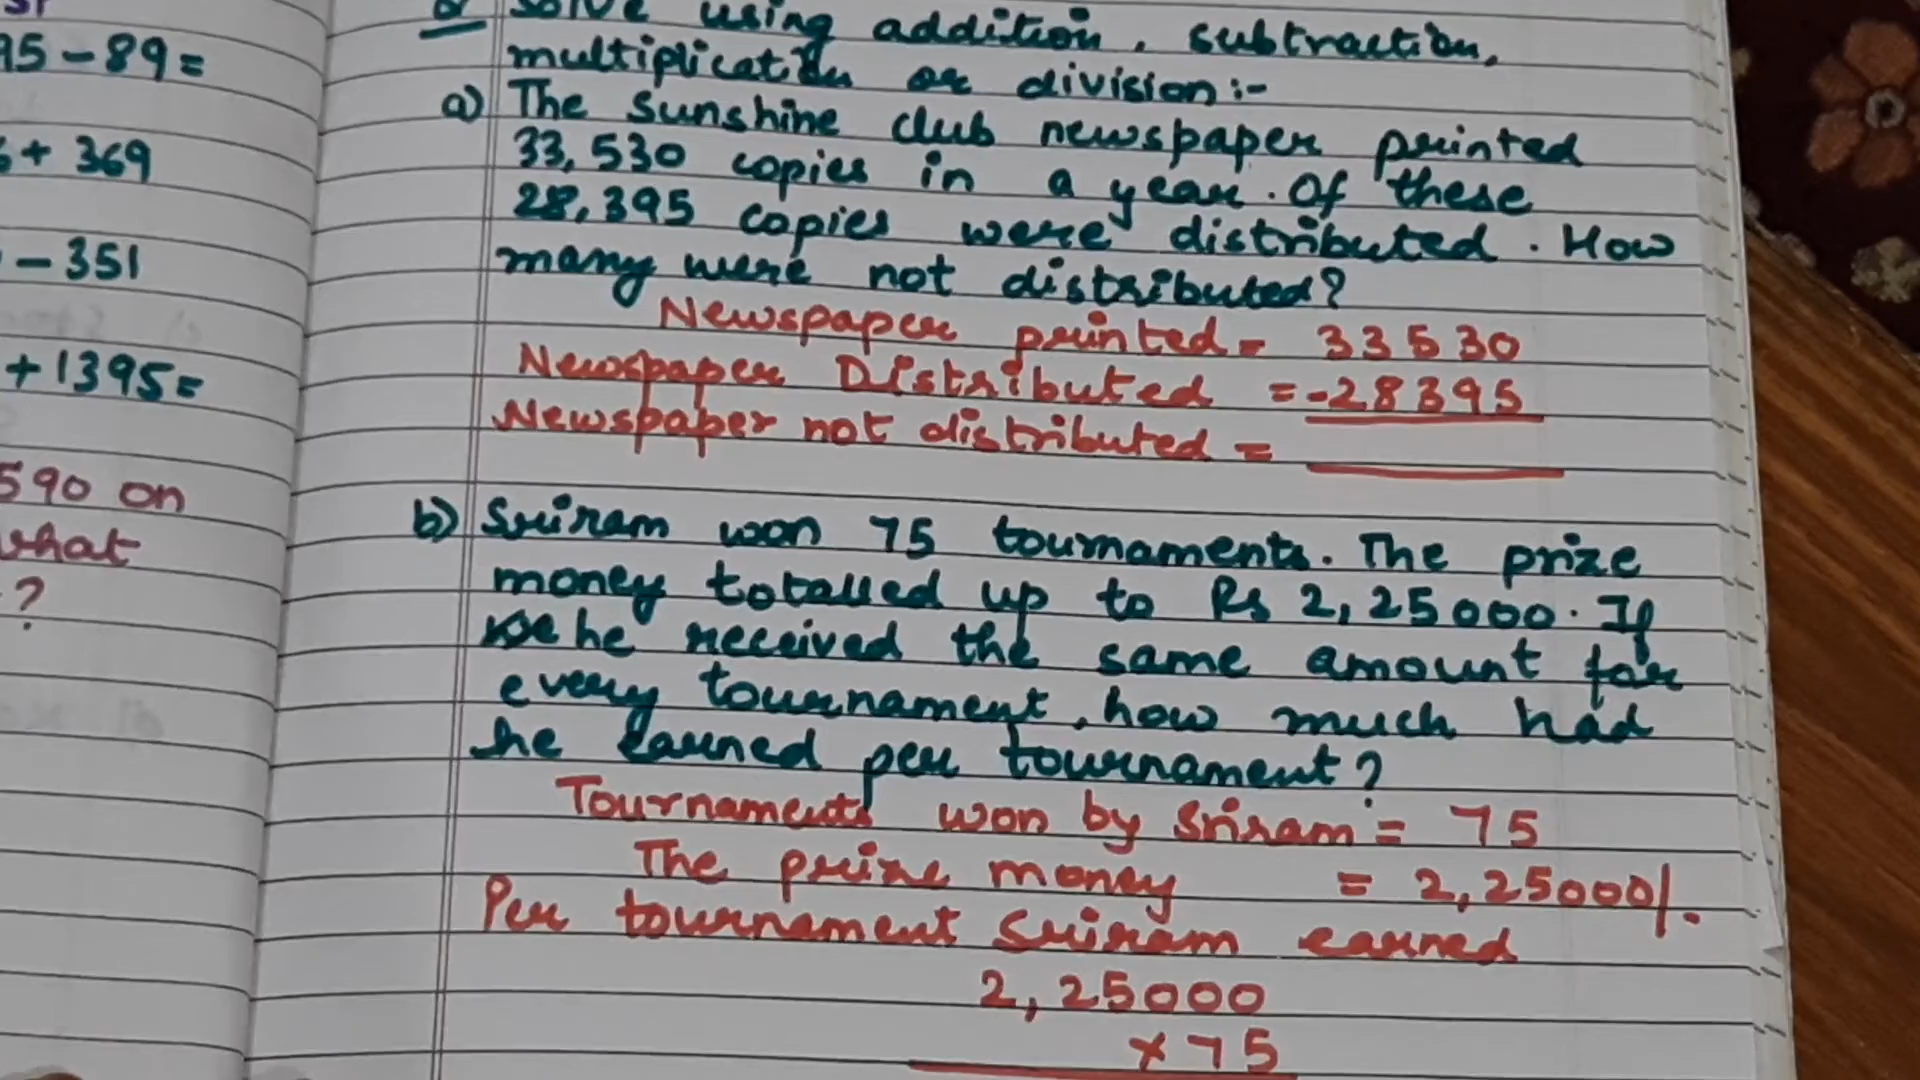 95 - 89 =
+ 369
- 351
+ 1395 =
590 on
what
?
solve using addition, subtraction,
multiplication or division:-
a) The Sunshine club newspaper printed
33,530 copies in a year. Of these
28,395 copies were distributed. How
many were not distributed?
Newspaper printed = 33530
Newspaper Distributed = -28395
Newspaper not distributed =
b) Sriram won 75 tournaments. The prize
money totalled up to Rs 2,25000. If
he received the same amount for
every tournament, how much had
he earned per tournament?
Tournaments won by Sriram = 75
The prize money = 2,25000/.
Per tournament Sriram earned
2,25000
x 75